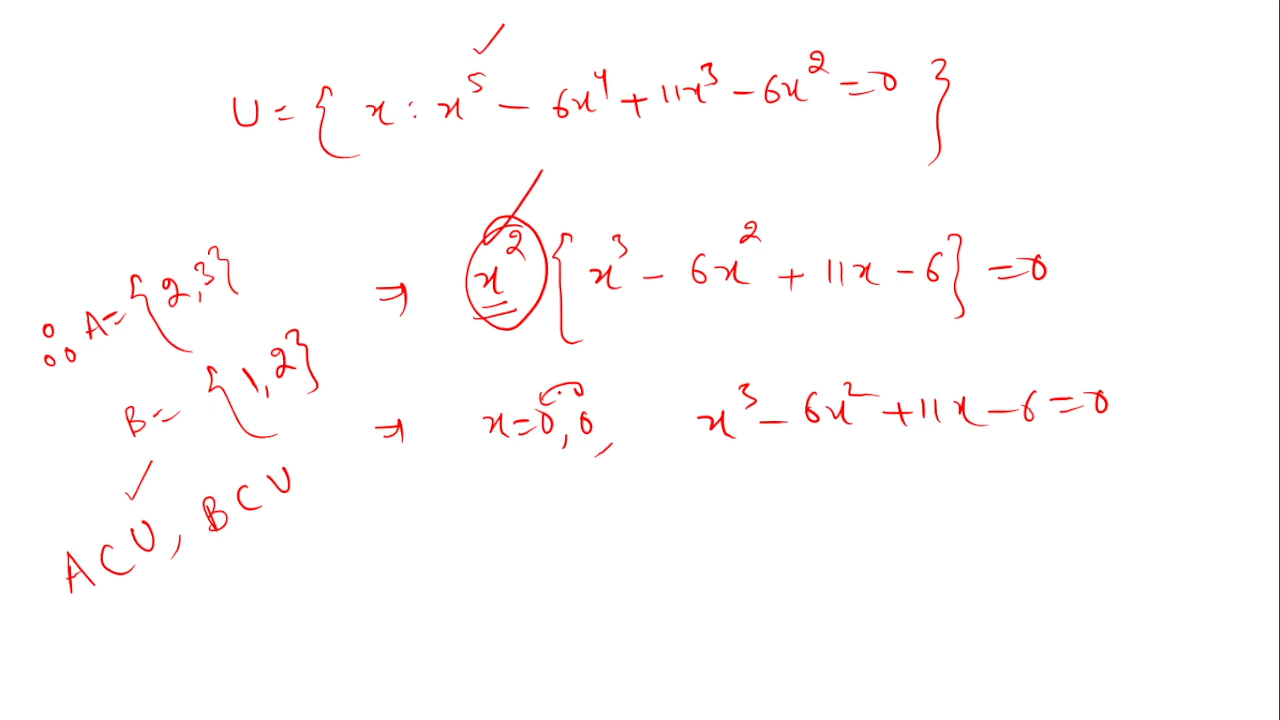 U = { x : x⁵ - 6x⁴ + 11x³ - 6x² = 0 }
⇒ x² { x³ - 6x² + 11x - 6 } = 0
∴ A = {2,3}
B = {1,2}
⇒ x = 0, 0, x³ - 6x² + 11x - 6 = 0
A ⊂ U, B ⊂ U